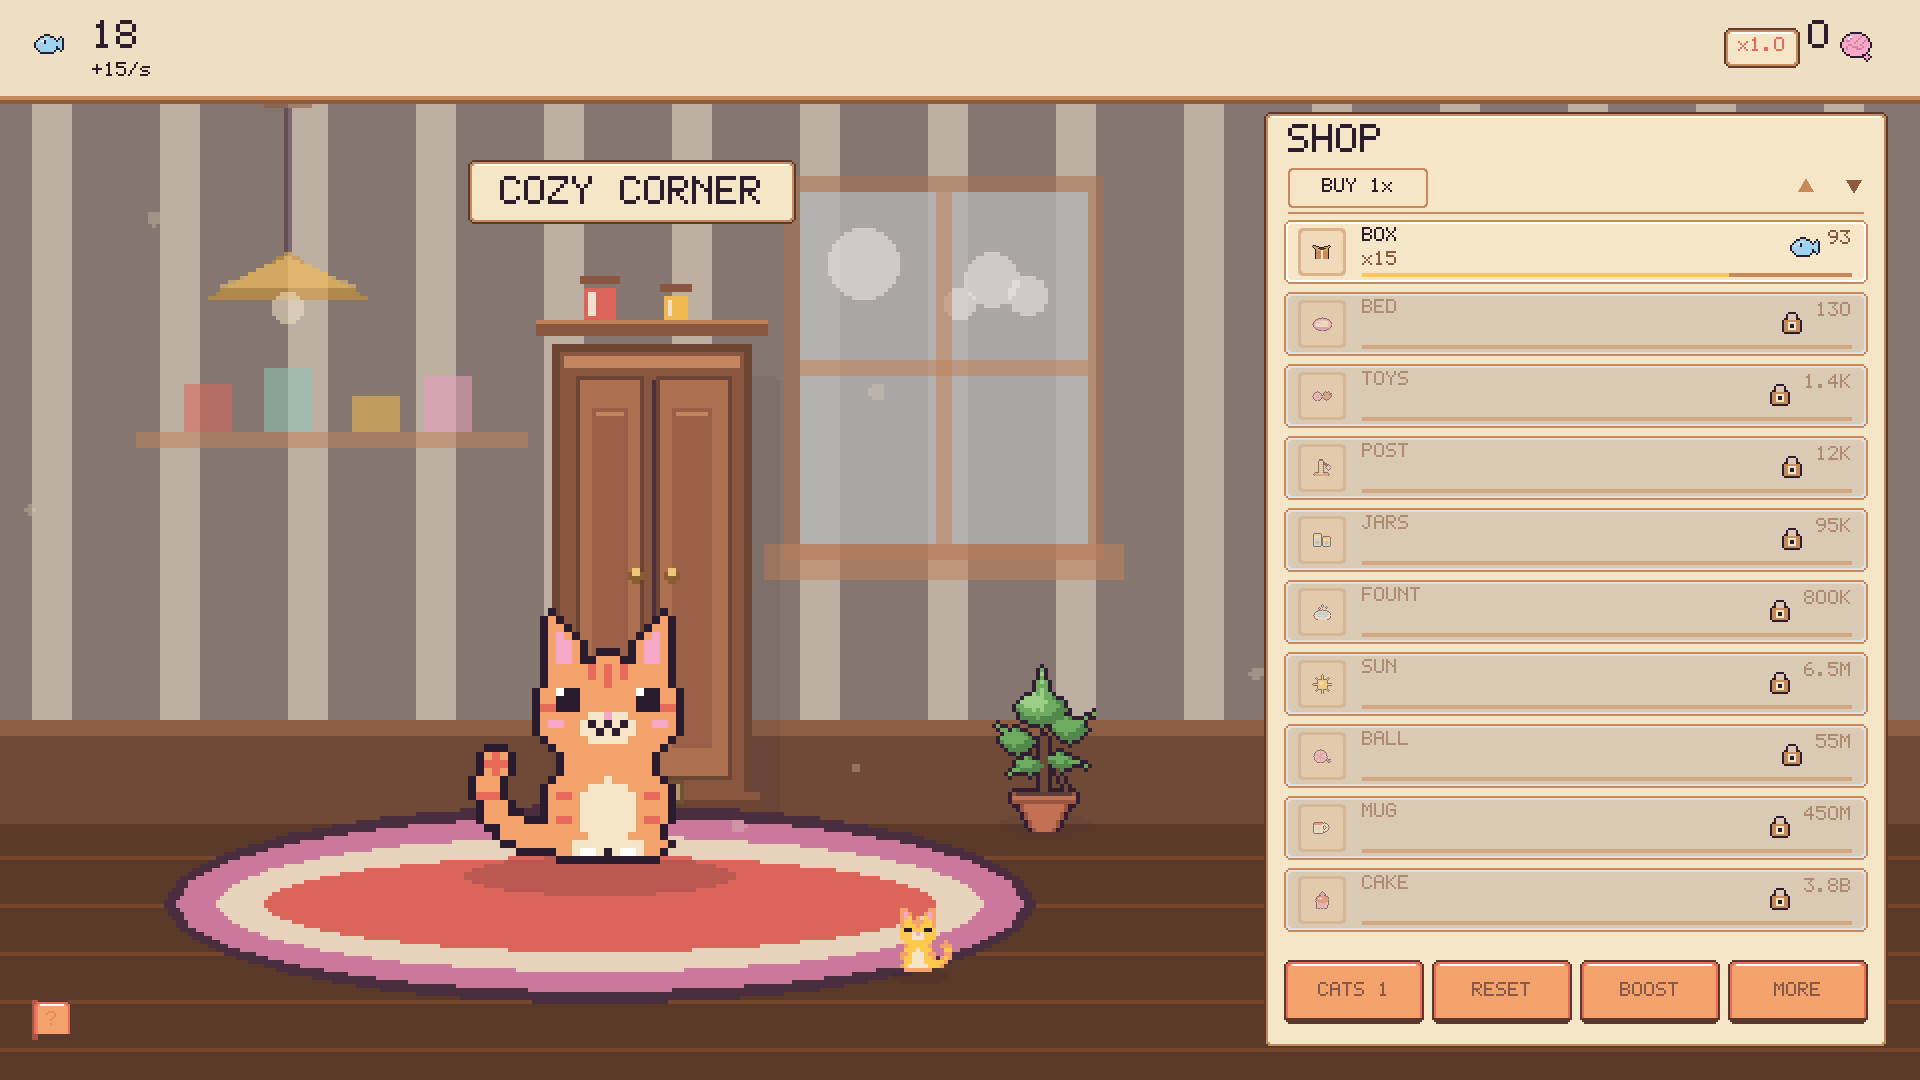 18
+15/s
x1.0 0
COZY CORNER
SHOP
BUY 1x
BOX
x15
93
BED
130
TOYS
1.4K
POST
12K
JARS
95K
FOUNT
800K
SUN
6.5M
BALL
55M
MUG
450M
CAKE
3.8B
CATS 1
RESET
BOOST
MORE
?